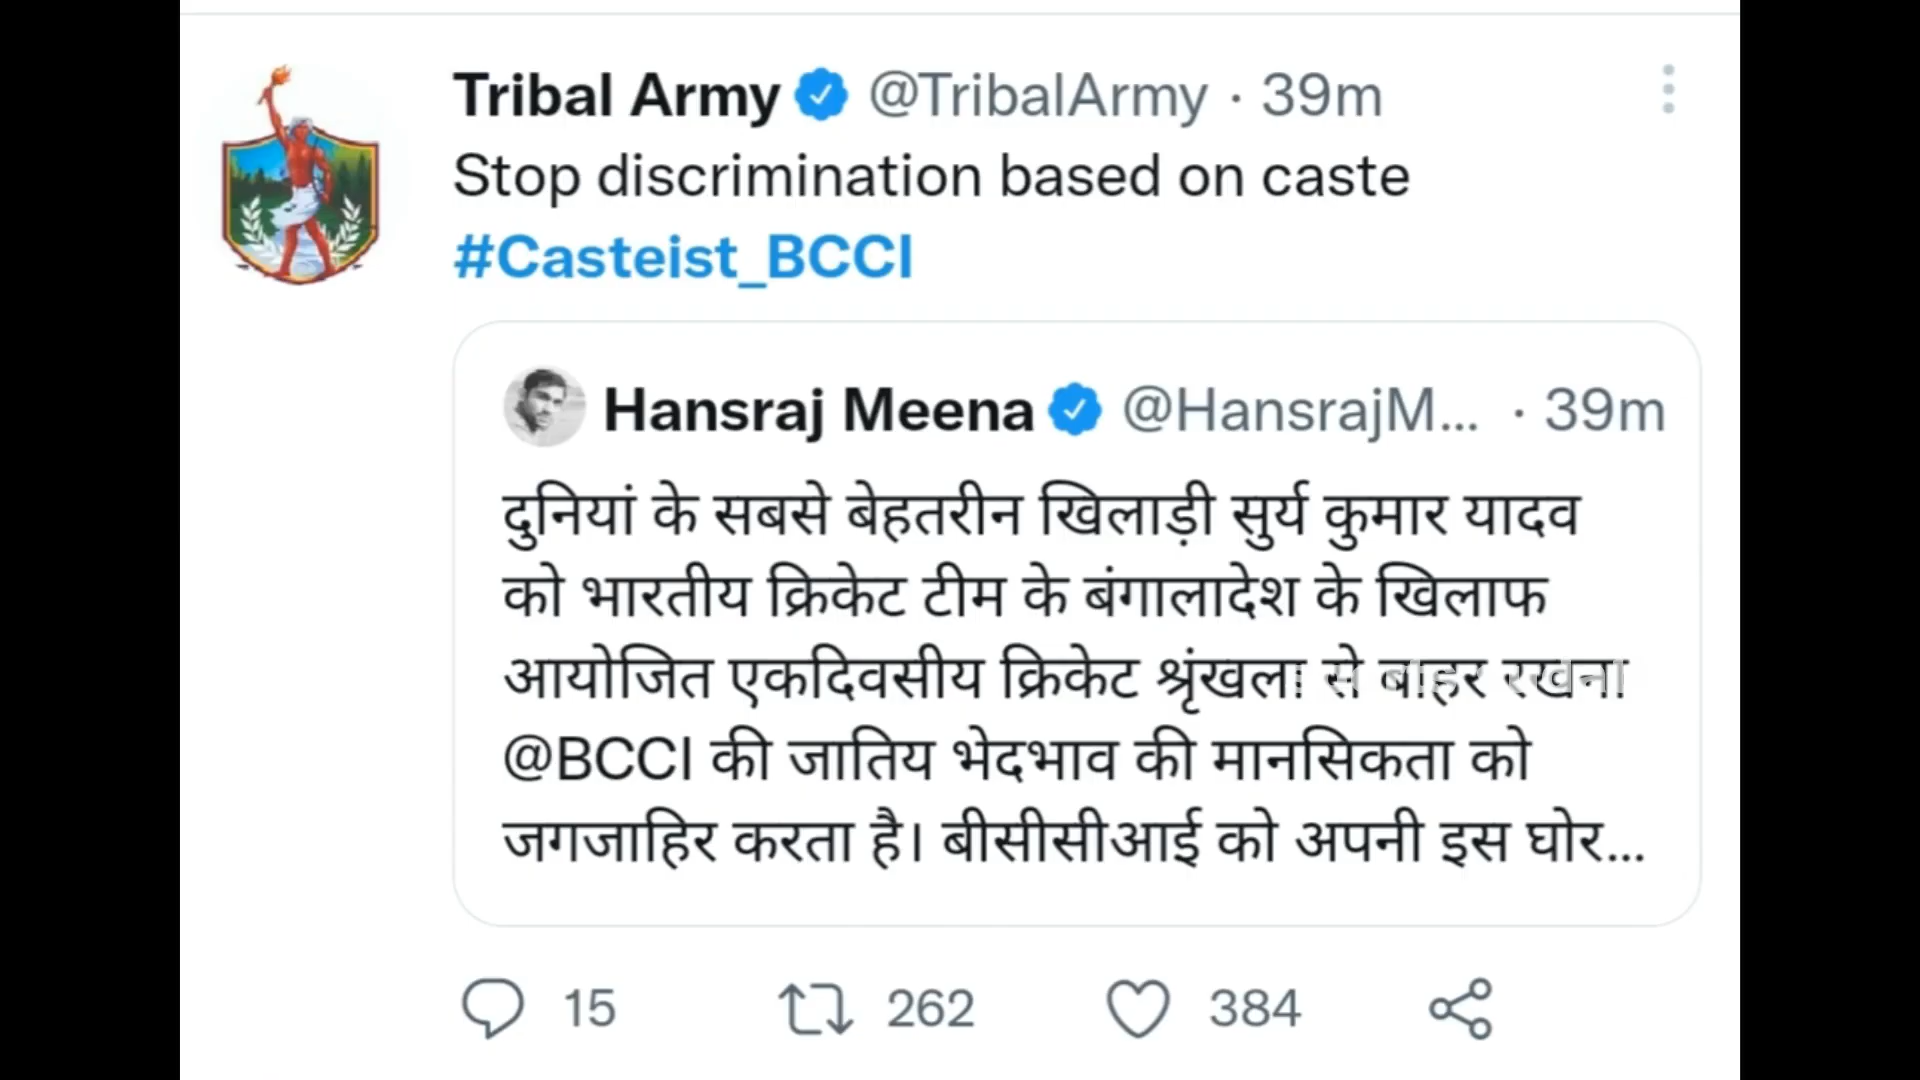 Tribal Army @TribalArmy · 39m
Stop discrimination based on caste
#Casteist_BCCI
Hansraj Meena @HansrajM... · 39m
दुनियां के सबसे बेहतरीन खिलाड़ी सुर्य कुमार यादव
को भारतीय क्रिकेट टीम के बंगालादेश के खिलाफ
आयोजित एकदिवसीय क्रिकेट श्रृंखला से बाहर रखना
@BCCI की जातिय भेदभाव की मानसिकता को
जगजाहिर करता है। बीसीसीआई को अपनी इस घोर...
15 262 384